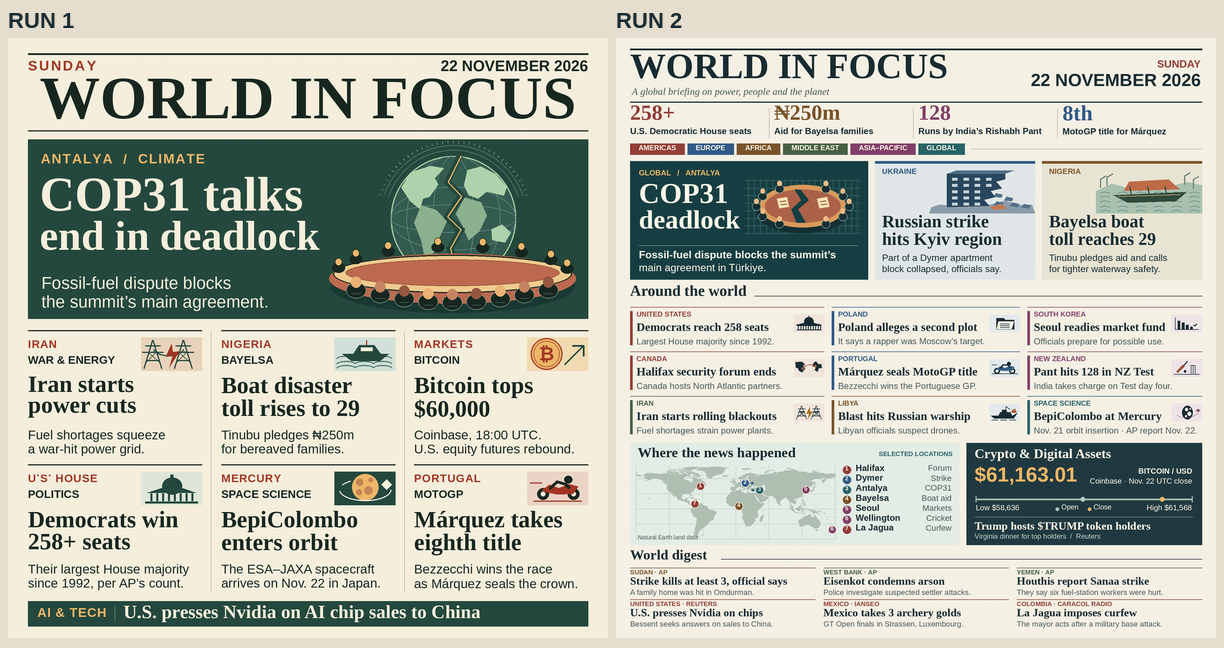 RUN 1
SUNDAY
22 NOVEMBER 2026
WORLD IN FOCUS
ANTALYA / CLIMATE
COP31 talks
end in deadlock
Fossil-fuel dispute blocks
the summit's main agreement.
IRAN
WAR & ENERGY
Iran starts
power cuts
Fuel shortages squeeze
a war-hit power grid.
NIGERIA
BAYELSA
Boat disaster
toll rises to 29
Tinubu pledges ₦250m
for bereaved families.
MARKETS
BITCOIN
Bitcoin tops
$60,000
Coinbase, 18:00 UTC.
U.S. equity futures rebound.
U.S. HOUSE
POLITICS
Democrats win
258+ seats
Their largest House majority
since 1992, per AP's count.
MERCURY
SPACE SCIENCE
BepiColombo
enters orbit
The ESA–JAXA spacecraft
arrives on Nov. 22 in Japan.
PORTUGAL
MOTOGP
Márquez takes
eighth title
Bezzecchi wins the race
as Márquez seals the crown.
AI & TECH
U.S. presses Nvidia on AI chip sales to China
RUN 2
WORLD IN FOCUS
A global briefing on power, people and the planet
SUNDAY
22 NOVEMBER 2026
258+
U.S. Democratic House seats
₦250m
Aid for Bayelsa families
128
Runs by India's Rishabh Pant
8th
MotoGP title for Márquez
AMERICAS
EUROPE
AFRICA
MIDDLE EAST
ASIA–PACIFIC
GLOBAL
GLOBAL / ANTALYA
COP31
deadlock
Fossil-fuel dispute blocks the summit's
main agreement in Türkiye.
UKRAINE
Russian strike
hits Kyiv region
Part of a Dymer apartment
block collapsed, officials say.
NIGERIA
Bayelsa boat
toll reaches 29
Tinubu pledges aid and calls
for tighter waterway safety.
Around the world
UNITED STATES
Democrats reach 258 seats
Largest House majority since 1992.
POLAND
Poland alleges a second plot
It says a rapper was Moscow's target.
SOUTH KOREA
Seoul readies market fund
Officials prepare for possible use.
CANADA
Halifax security forum ends
Canada hosts North Atlantic partners.
PORTUGAL
Márquez seals MotoGP title
Bezzecchi wins the Portuguese GP.
NEW ZEALAND
Pant hits 128 in NZ Test
India takes charge on Test day four.
IRAN
Iran starts rolling blackouts
Fuel shortages strain power plants.
LIBYA
Blast hits Russian warship
Libyan officials suspect drones.
SPACE SCIENCE
BepiColombo at Mercury
Nov. 21 orbit insertion · AP report Nov. 22.
Where the news happened
SELECTED LOCATIONS
1 Halifax Forum
2 Dymer Strike
3 Antalya COP31
4 Bayelsa Boat aid
5 Seoul Markets
6 Wellington Cricket
7 La Jagua Curfew
Natural Earth land data
Crypto & Digital Assets
$61,163.01
BITCOIN / USD
Coinbase · Nov. 22 UTC close
Low $58,636
Open
Close
High $61,568
Trump hosts $TRUMP token holders
Virginia dinner for top holders / Reuters
World digest
SUDAN · AP
Strike kills at least 3, official says
A family home was hit in Omdurman.
WEST BANK · AP
Eisenkot condemns arson
Police investigate suspected settler attacks.
YEMEN · AP
Houthis report Sanaa strike
They say six fuel-station workers were hurt.
UNITED STATES · REUTERS
U.S. presses Nvidia on chips
Bessent seeks answers on sales to China.
MEXICO · IANSEO
Mexico takes 3 archery golds
GT Open finals in Strassen, Luxembourg.
COLOMBIA · CARACOL RADIO
La Jagua imposes curfew
The mayor acts after a military base attack.